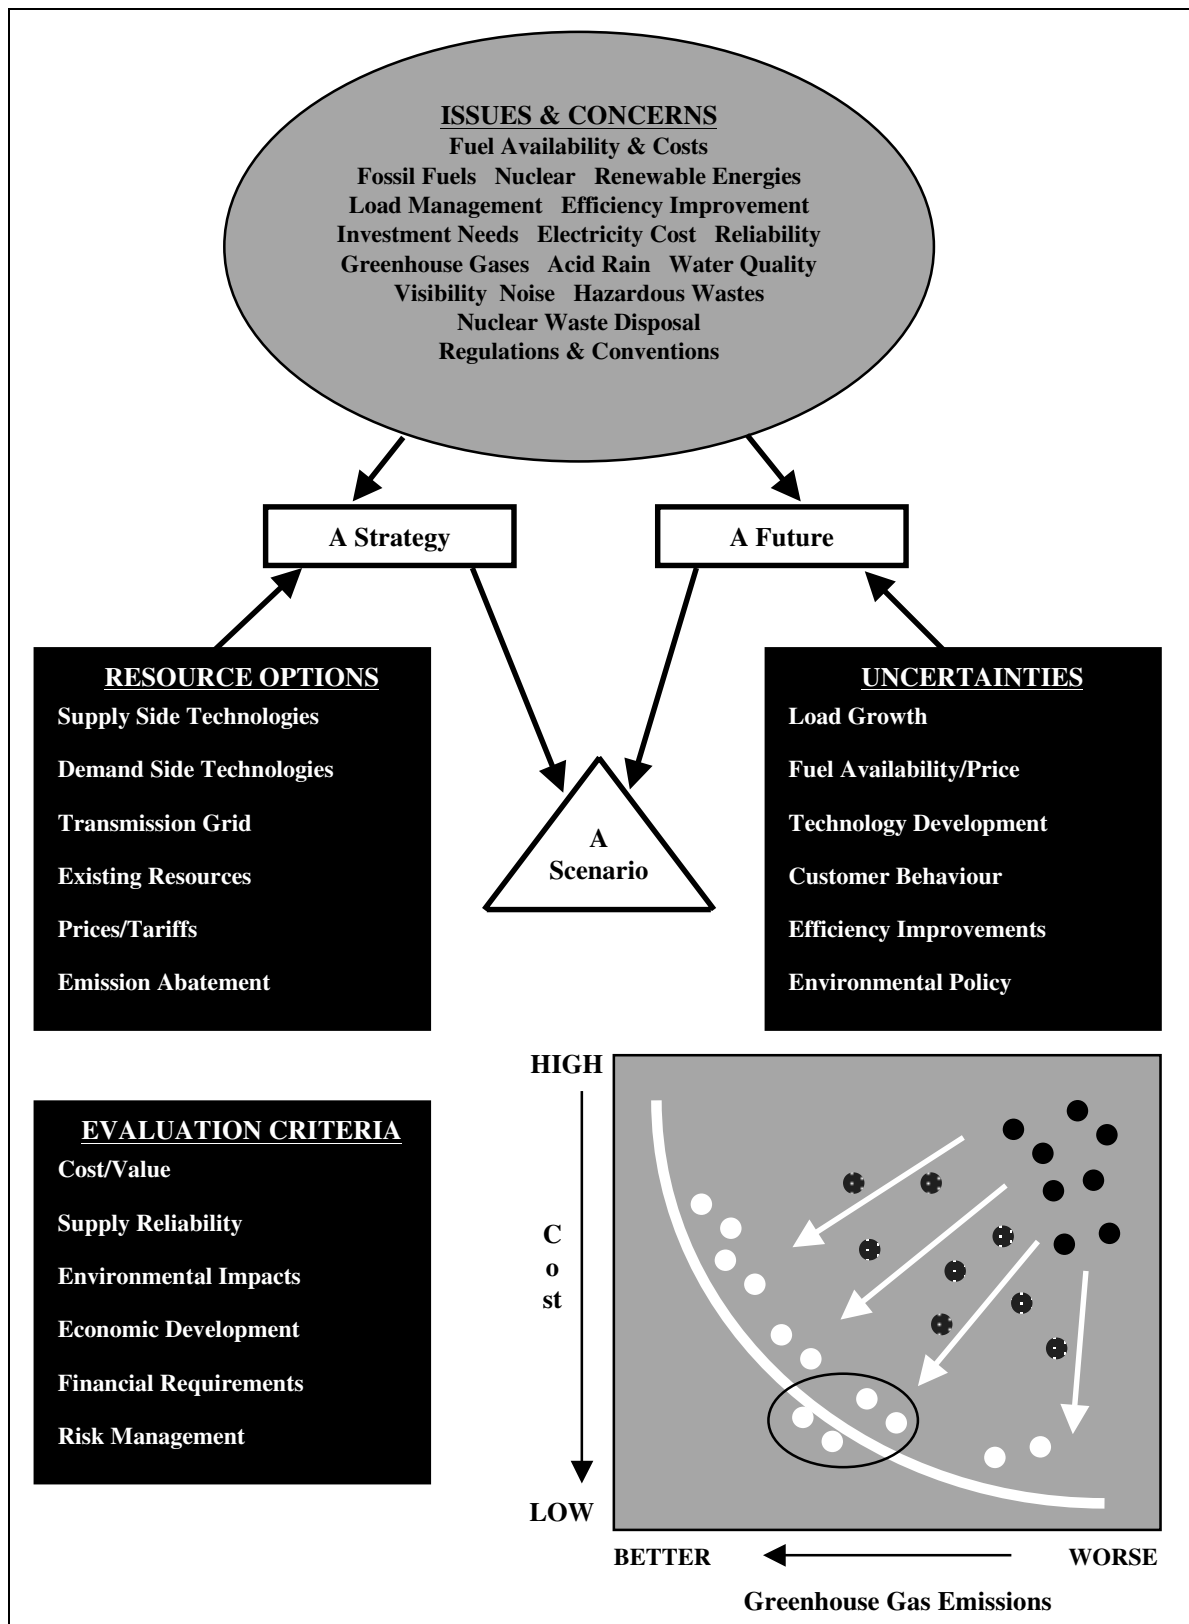 ISSUES & CONCERNS
Fuel Availability & Costs
Fossil Fuels Nuclear Renewable Energies
Load Management Efficiency Improvement
Investment Needs Electricity Cost Reliability
Greenhouse Gases Acid Rain Water Quality
Visibility Noise Hazardous Wastes
Nuclear Waste Disposal
Regulations & Conventions
A Strategy
A Future
RESOURCE OPTIONS
Supply Side Technologies
Demand Side Technologies
Transmission Grid
Existing Resources
Prices/Tariffs
Emission Abatement
A
Scenario
UNCERTAINTIES
Load Growth
Fuel Availability/Price
Technology Development
Customer Behaviour
Efficiency Improvements
Environmental Policy
EVALUATION CRITERIA
Cost/Value
Supply Reliability
Environmental Impacts
Economic Development
Financial Requirements
Risk Management
HIGH
C
o
st
LOW
BETTER WORSE
Greenhouse Gas Emissions